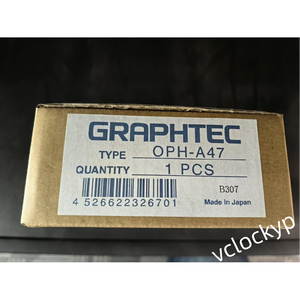 GRAPHTEC
TYPE OPH-A47
QUANTITY 1 PCS
B307
4 526622 326701
Made in Japan
vclockyp